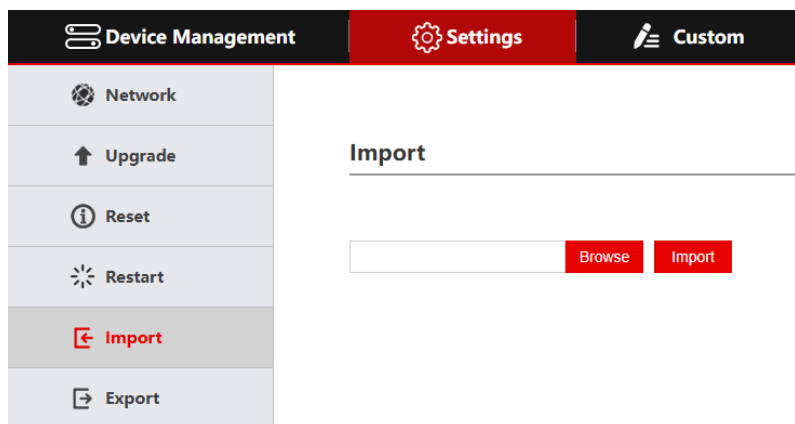 Device Management
Settings
Custom
Network
Upgrade
Reset
Restart
Import
Export
Import
Browse
Import